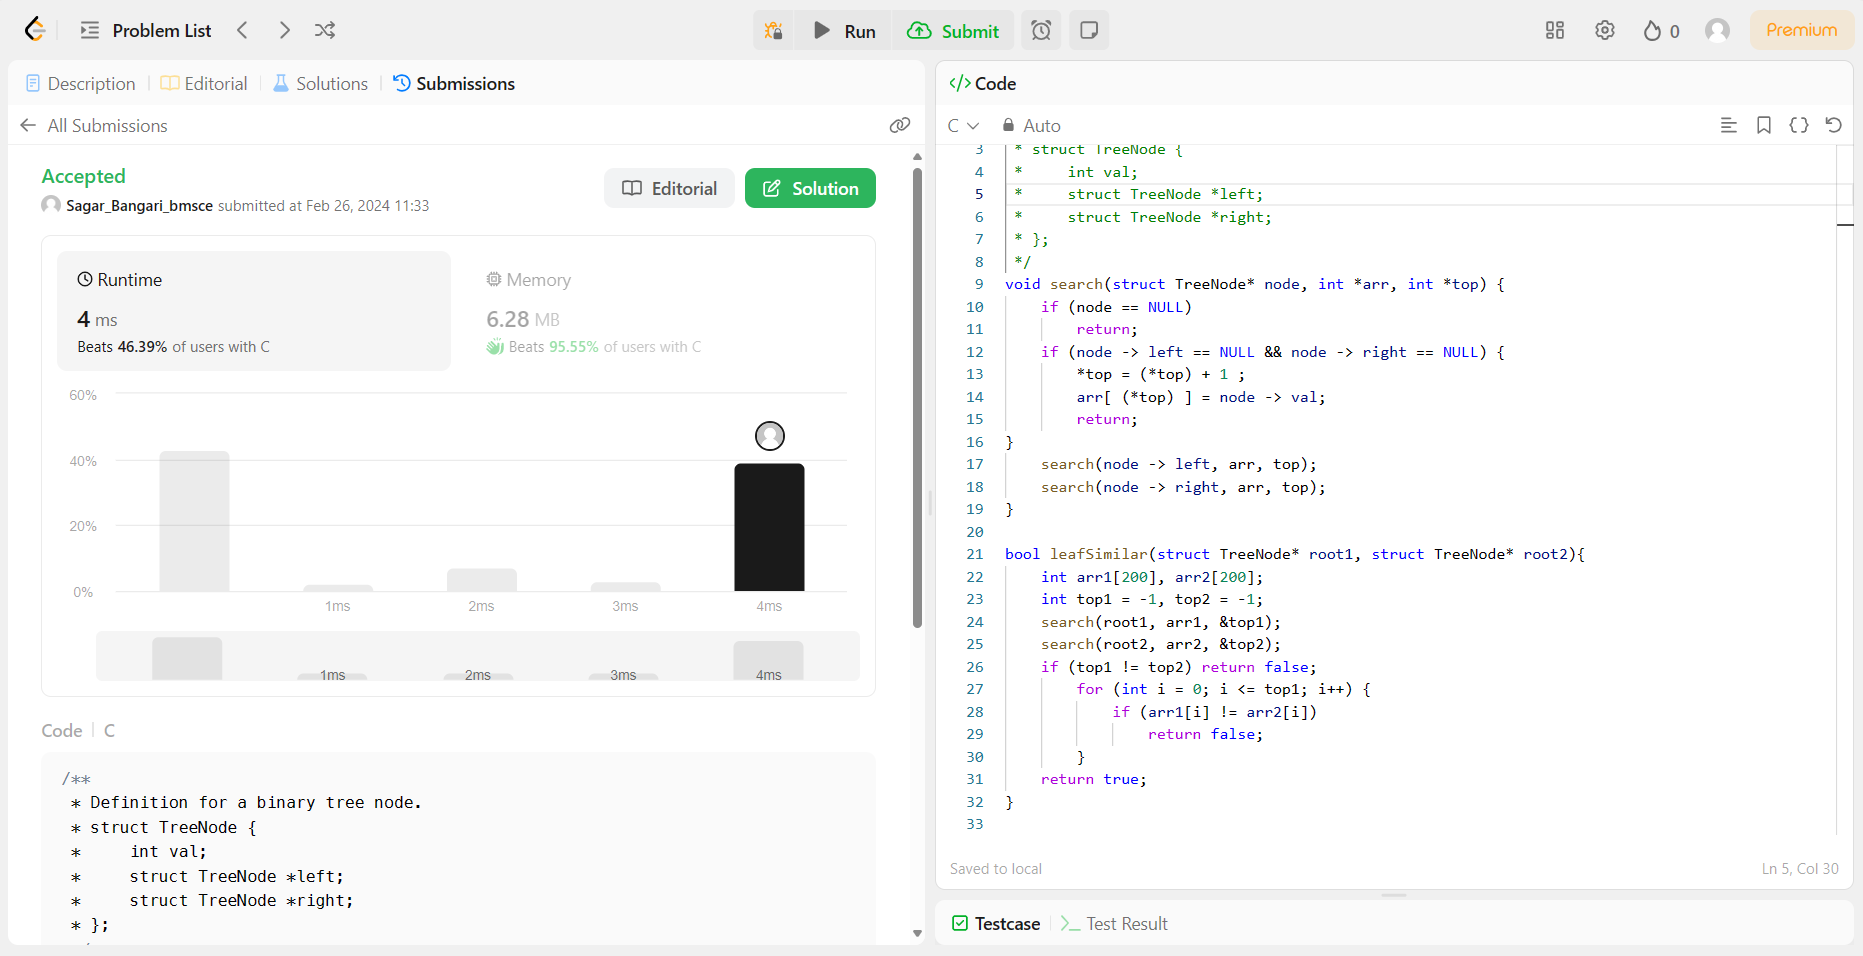 Problem List
Run
Submit
0
Premium
Description
Editorial
Solutions
Submissions
All Submissions
Accepted
Editorial
Solution
Sagar_Bangari_bmsce submitted at Feb 26, 2024 11:33
Runtime
4 ms
Beats 46.39% of users with C
Memory
6.28 MB
Beats 95.55% of users with C
60%
40%
20%
0%
1ms 2ms 3ms 4ms
1ms 2ms 3ms 4ms
Code | C
/**
 * Definition for a binary tree node.
 * struct TreeNode {
 *     int val;
 *     struct TreeNode *left;
 *     struct TreeNode *right;
 * };
</> Code
C
Auto
3 * struct TreeNode {
4 *     int val;
5 *     struct TreeNode *left;
6 *     struct TreeNode *right;
7 * };
8 */
9 void search(struct TreeNode* node, int *arr, int *top) {
10     if (node == NULL)
11         return;
12     if (node -> left == NULL && node -> right == NULL) {
13         *top = (*top) + 1 ;
14         arr[ (*top) ] = node -> val;
15         return;
16 }
17     search(node -> left, arr, top);
18     search(node -> right, arr, top);
19 }
20
21 bool leafSimilar(struct TreeNode* root1, struct TreeNode* root2){
22     int arr1[200], arr2[200];
23     int top1 = -1, top2 = -1;
24     search(root1, arr1, &top1);
25     search(root2, arr2, &top2);
26     if (top1 != top2) return false;
27         for (int i = 0; i <= top1; i++) {
28             if (arr1[i] != arr2[i])
29                 return false;
30         }
31     return true;
32 }
33
Saved to local
Ln 5, Col 30
Testcase
Test Result